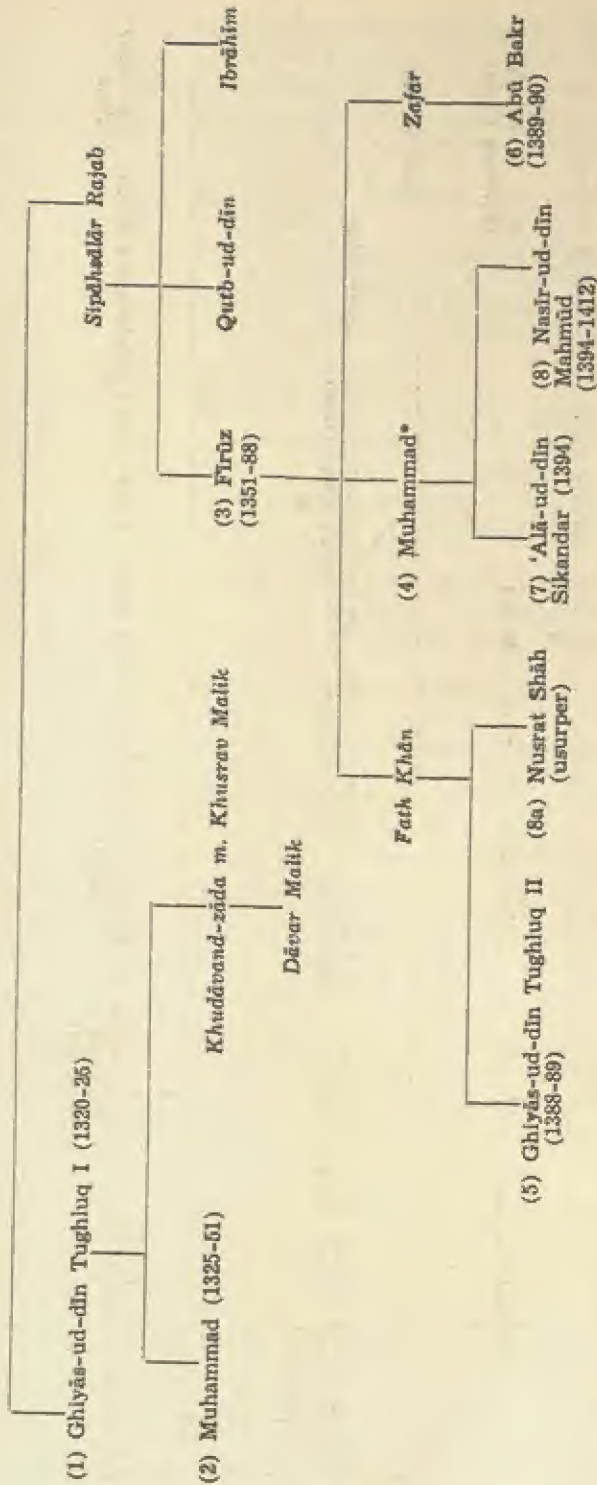 (1) Ghiyās-ud-dīn Tughluq I (1320-25)
Sipāhsālār Rajab
(2) Muhammad (1325-51)
Khudāvand-zāda m. Khusrav Malik
Dāvar Malik
(3) Fīrūz
(1351-88)
Qutb-ud-dīn
Ibrāhīm
Fath Khān
(4) Muhammad*
Zafar
(5) Ghiyās-ud-dīn Tughluq II
(1388-89)
(8a) Nusrat Shāh
(usurper)
(7) ‘Alā-ud-dīn
Sikandar (1394)
(8) Nasīr-ud-dīn
Mahmūd
(1394-1412)
(6) Abū Bakr
(1389-90)